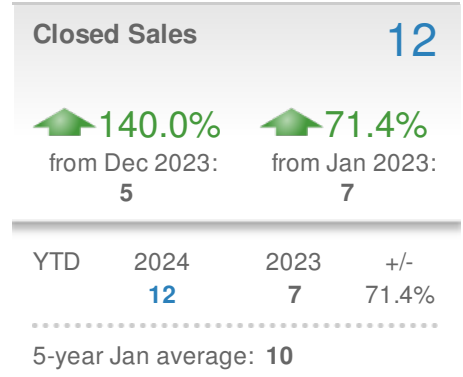 Closed Sales 12
140.0% 71.4%
from Dec 2023: from Jan 2023:
5 7
YTD 2024 2023 +/-
12 7 71.4%
5-year Jan average: 10